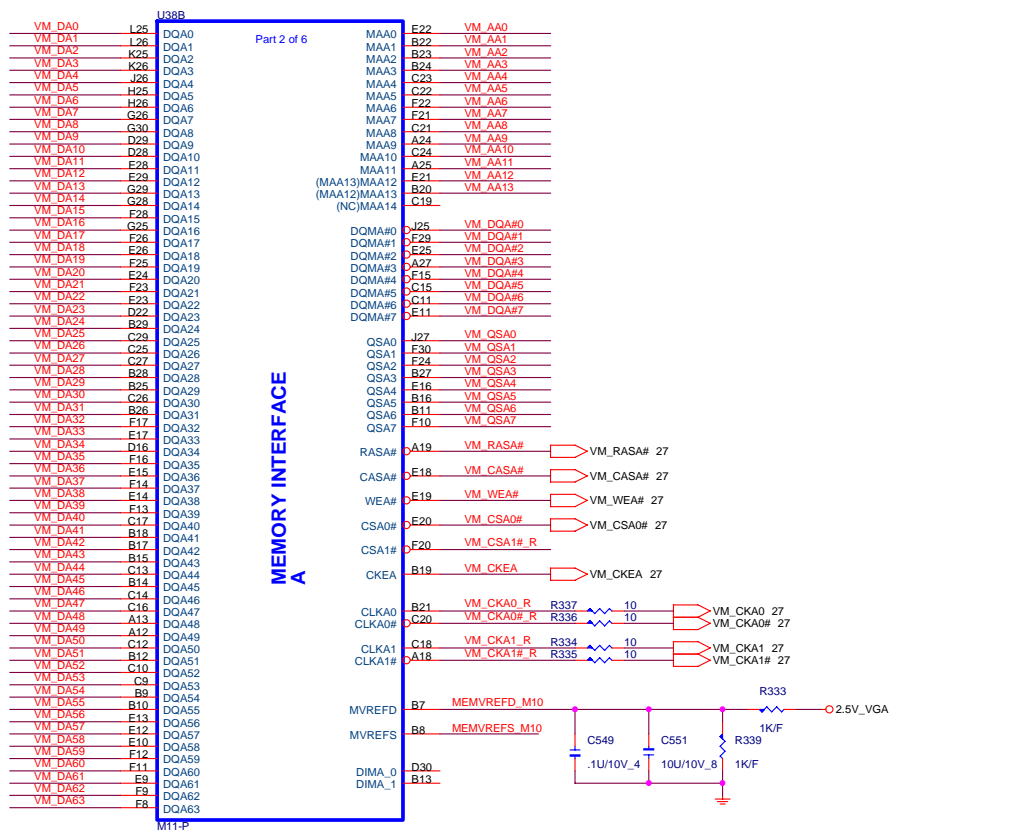 U38B
Part 2 of 6
VM_DA0 L25 DQA0
VM_DA1 L26 DQA1
VM_DA2 K25 DQA2
VM_DA3 K26 DQA3
VM_DA4 J26 DQA4
VM_DA5 H25 DQA5
VM_DA6 H26 DQA6
VM_DA7 G26 DQA7
VM_DA8 G30 DQA8
VM_DA9 D29 DQA9
VM_DA10 D28 DQA10
VM_DA11 E28 DQA11
VM_DA12 E29 DQA12
VM_DA13 G29 DQA13
VM_DA14 G28 DQA14
VM_DA15 F28 DQA15
VM_DA16 G25 DQA16
VM_DA17 F26 DQA17
VM_DA18 E26 DQA18
VM_DA19 F25 DQA19
VM_DA20 E24 DQA20
VM_DA21 F23 DQA21
VM_DA22 E23 DQA22
VM_DA23 D22 DQA23
VM_DA24 B29 DQA24
VM_DA25 C29 DQA25
VM_DA26 C25 DQA26
VM_DA27 C27 DQA27
VM_DA28 B28 DQA28
VM_DA29 B25 DQA29
VM_DA30 C26 DQA30
VM_DA31 B26 DQA31
VM_DA32 F17 DQA32
VM_DA33 E17 DQA33
VM_DA34 D16 DQA34
VM_DA35 F16 DQA35
VM_DA36 E15 DQA36
VM_DA37 F14 DQA37
VM_DA38 E14 DQA38
VM_DA39 F13 DQA39
VM_DA40 C17 DQA40
VM_DA41 B18 DQA41
VM_DA42 B17 DQA42
VM_DA43 B15 DQA43
VM_DA44 C13 DQA44
VM_DA45 B14 DQA45
VM_DA46 C14 DQA46
VM_DA47 C16 DQA47
VM_DA48 A13 DQA48
VM_DA49 A12 DQA49
VM_DA50 C12 DQA50
VM_DA51 B12 DQA51
VM_DA52 C10 DQA52
VM_DA53 C9 DQA53
VM_DA54 B9 DQA54
VM_DA55 B10 DQA55
VM_DA56 E13 DQA56
VM_DA57 E12 DQA57
VM_DA58 E10 DQA58
VM_DA59 F12 DQA59
VM_DA60 F11 DQA60
VM_DA61 E9 DQA61
VM_DA62 F9 DQA62
VM_DA63 F8 DQA63
MEMORY INTERFACE
A
MAA0 E22 VM_AA0
MAA1 B22 VM_AA1
MAA2 B23 VM_AA2
MAA3 B24 VM_AA3
MAA4 C23 VM_AA4
MAA5 C22 VM_AA5
MAA6 F22 VM_AA6
MAA7 F21 VM_AA7
MAA8 C21 VM_AA8
MAA9 A24 VM_AA9
MAA10 C24 VM_AA10
MAA11 A25 VM_AA11
(MAA13)MAA12 E21 VM_AA12
(MAA12)MAA13 B20 VM_AA13
(NC)MAA14 C19
DQMA#0 J25 VM_DQA#0
DQMA#1 F29 VM_DQA#1
DQMA#2 E25 VM_DQA#2
DQMA#3 A27 VM_DQA#3
DQMA#4 F15 VM_DQA#4
DQMA#5 C15 VM_DQA#5
DQMA#6 C11 VM_DQA#6
DQMA#7 E11 VM_DQA#7
QSA0 J27 VM_QSA0
QSA1 F30 VM_QSA1
QSA2 F24 VM_QSA2
QSA3 B27 VM_QSA3
QSA4 E16 VM_QSA4
QSA5 B16 VM_QSA5
QSA6 B11 VM_QSA6
QSA7 F10 VM_QSA7
RASA# A19 VM_RASA# VM_RASA# 27
CASA# E18 VM_CASA# VM_CASA# 27
WEA# E19 VM_WEA# VM_WEA# 27
CSA0# E20 VM_CSA0# VM_CSA0# 27
CSA1# F20 VM_CSA1#_R
CKEA B19 VM_CKEA VM_CKEA 27
CLKA0 B21 VM_CKA0_R R337 10 VM_CKA0 27
CLKA0# C20 VM_CKA0#_R R336 10 VM_CKA0# 27
CLKA1 C18 VM_CKA1_R R334 10 VM_CKA1 27
CLKA1# A18 VM_CKA1#_R R335 10 VM_CKA1# 27
MVREFD B7 MEMVREFD_M10 R333 1K/F 2.5V_VGA
MVREFS B8 MEMVREFS_M10
C549 C551 R339
.1U/10V_4 10U/10V_8 1K/F
DIMA_0 D30
DIMA_1 B13
M11-P